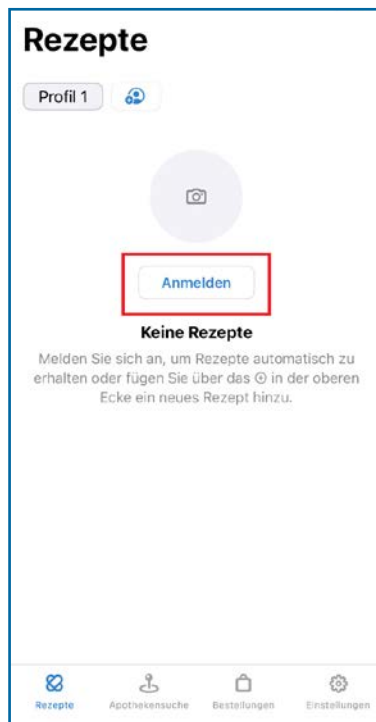 Rezepte
Profil 1
Anmelden
Keine Rezepte
Melden Sie sich an, um Rezepte automatisch zu
erhalten oder fügen Sie über das ⊕ in der oberen
Ecke ein neues Rezept hinzu.
Rezepte Apothekensuche Bestellungen Einstellungen